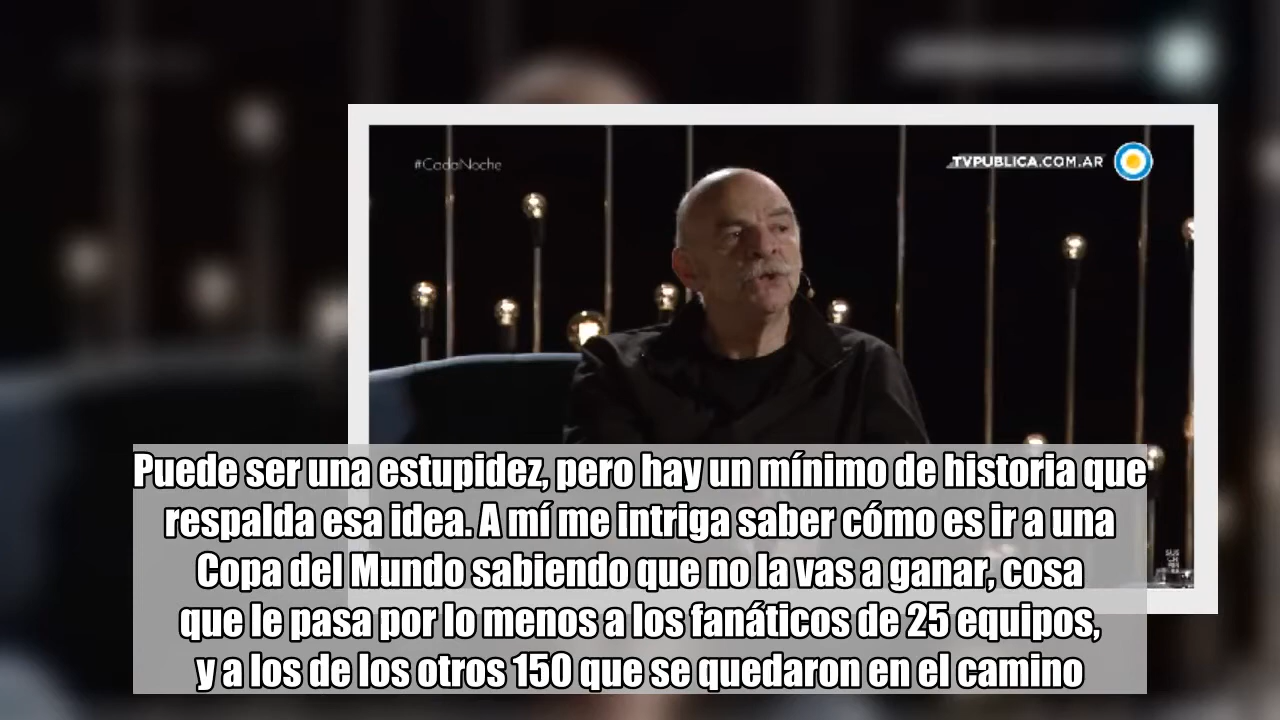 #CadaNoche
TVPUBLICA.COM.AR
Puede ser una estupidez, pero hay un mínimo de historia que
respalda esa idea. A mí me intriga saber cómo es ir a una
Copa del Mundo sabiendo que no la vas a ganar, cosa
que le pasa por lo menos a los fanáticos de 25 equipos,
y a los de los otros 150 que se quedaron en el camino